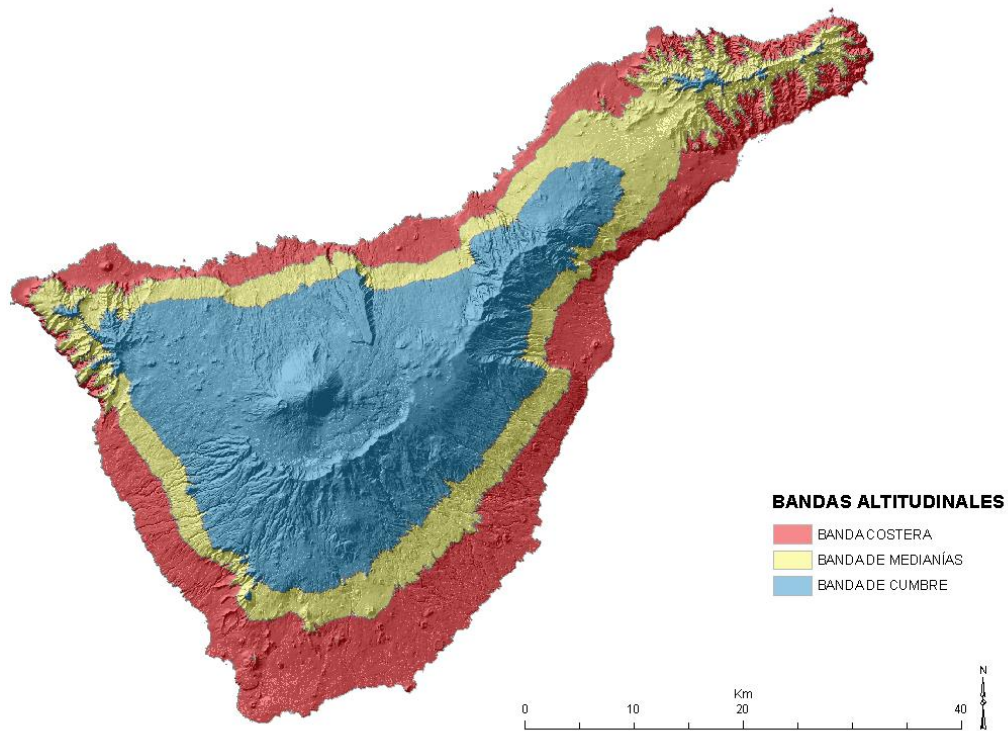 BANDAS ALTITUDINALES
BANDA COSTERA
BANDA DE MEDIANÍAS
BANDA DE CUMBRE
N
Km
0 10 20 40